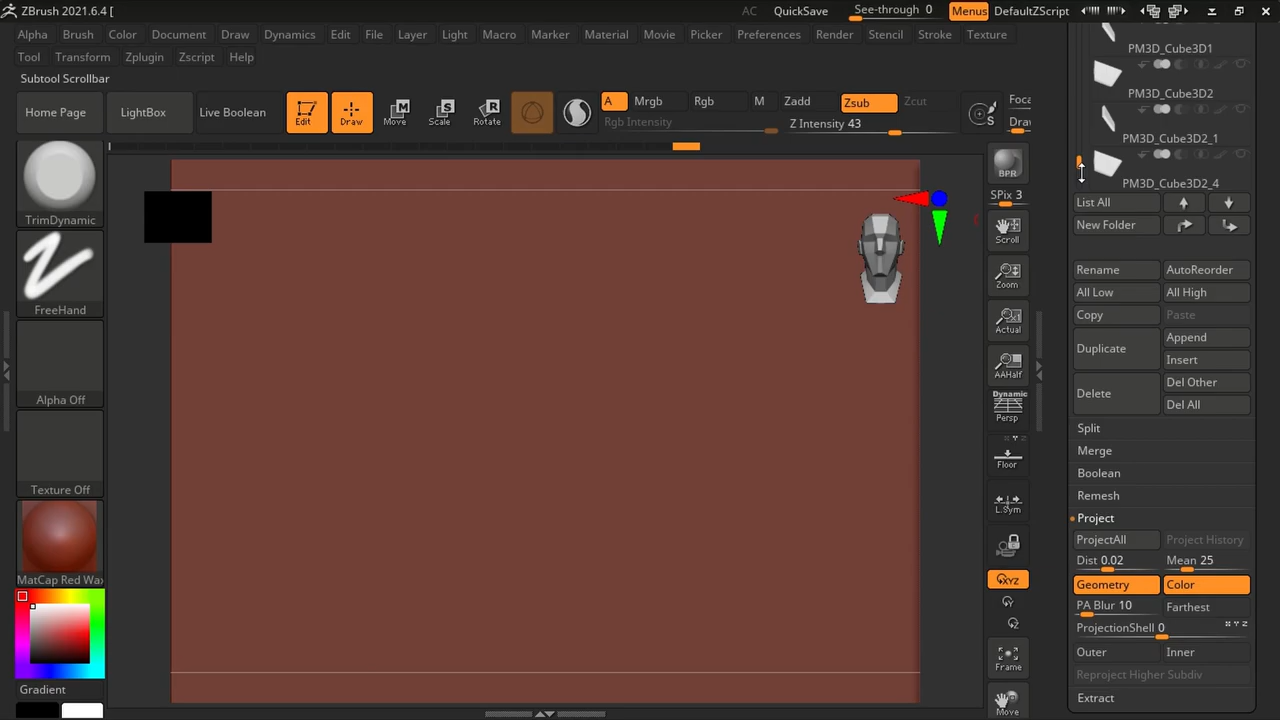 ZBrush 2021.6.4 [
AC
QuickSave
See-through 0
Menus
DefaultZScript
Alpha
Brush
Color
Document
Draw
Dynamics
Edit
File
Layer
Light
Macro
Marker
Material
Movie
Picker
Preferences
Render
Stencil
Stroke
Texture
Tool
Transform
Zplugin
Zscript
Help
Subtool Scrollbar
Home Page
LightBox
Live Boolean
Edit
Draw
Move
Scale
Rotate
A
Mrgb
Rgb
M
Zadd
Zsub
Zcut
Rgb Intensity
Z Intensity 43
Foca
Draw
TrimDynamic
FreeHand
Alpha Off
Texture Off
MatCap Red Wax
Gradient
BPR
SPix 3
Scroll
Zoom
Actual
AAHalf
Dynamic
Persp
Floor
L.Sym
XYZ
Y
Z
Frame
Move
PM3D_Cube3D1
PM3D_Cube3D2
PM3D_Cube3D2_1
PM3D_Cube3D2_4
List All
New Folder
Rename
AutoReorder
All Low
All High
Copy
Paste
Duplicate
Append
Insert
Delete
Del Other
Del All
Split
Merge
Boolean
Remesh
Project
ProjectAll
Project History
Dist 0.02
Mean 25
Geometry
Color
PA Blur 10
Farthest
ProjectionShell 0
X Y Z
Outer
Inner
Reproject Higher Subdiv
Extract